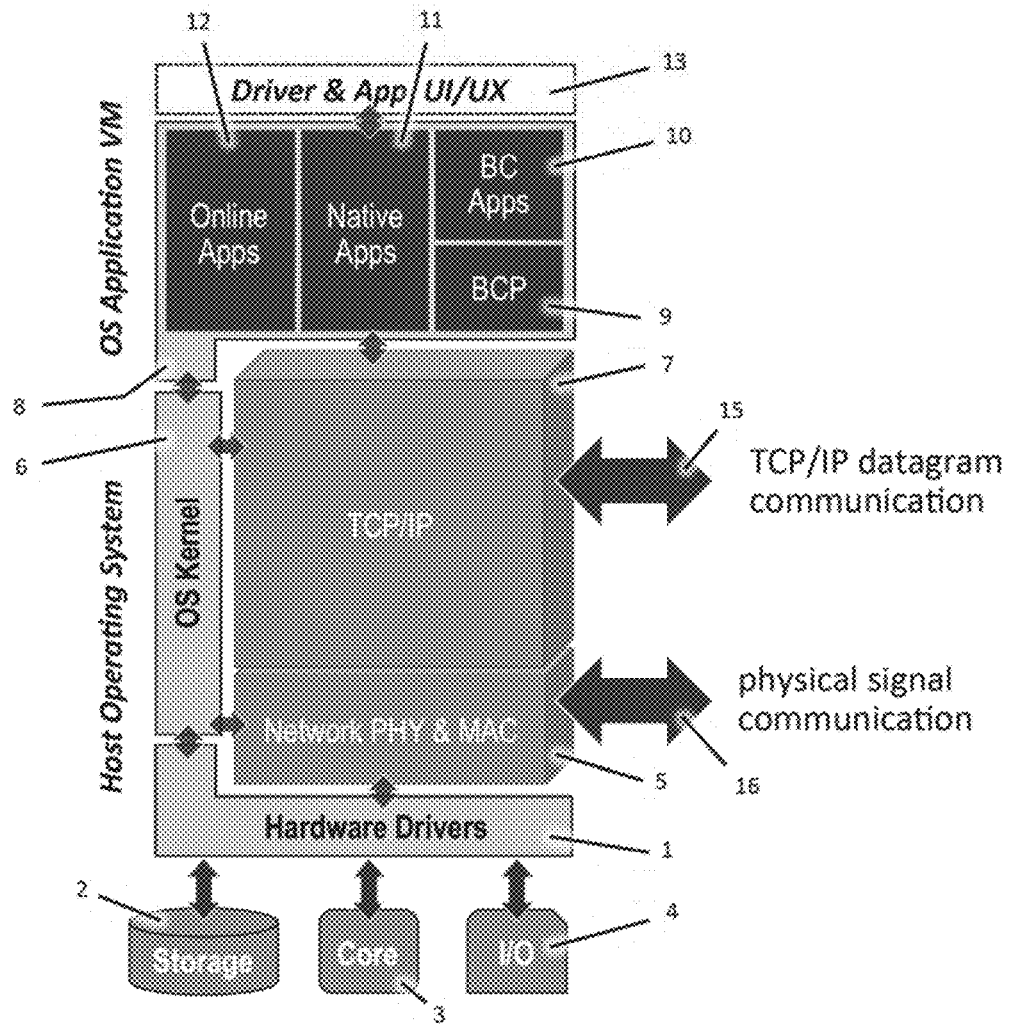 12
11
13
Driver & App UI/UX
OS Application VM
Online
Apps
Native
Apps
BC
Apps
10
BCP
9
7
8
6
15
TCP/IP datagram
communication
TCP/IP
OS Kernel
Host Operating System
physical signal
communication
Network PHY & MAC
5
16
Hardware Drivers
1
2
Storage
Core
3
I/O
4